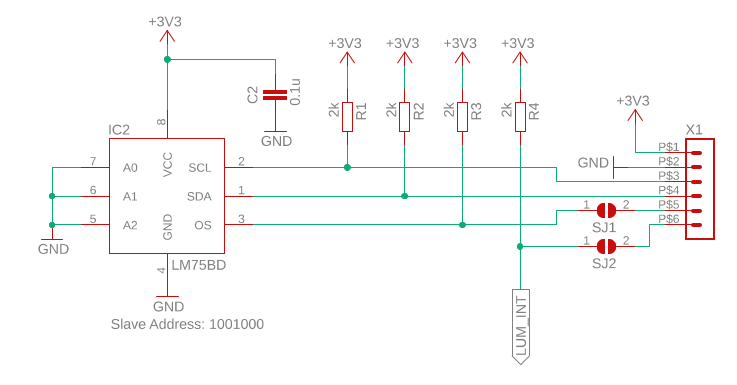 +3V3
+3V3
+3V3
+3V3
+3V3
+3V3
C2
0.1u
GND
2k
R1
2k
R2
2k
R3
2k
R4
X1
P$1
P$2
P$3
P$4
P$5
P$6
GND
IC2
8
VCC
7
A0
SCL
2
6
A1
SDA
1
5
A2
GND
OS
3
4
GND
LM75BD
GND
Slave Address: 1001000
1
2
SJ1
1
2
SJ2
LUM_INT